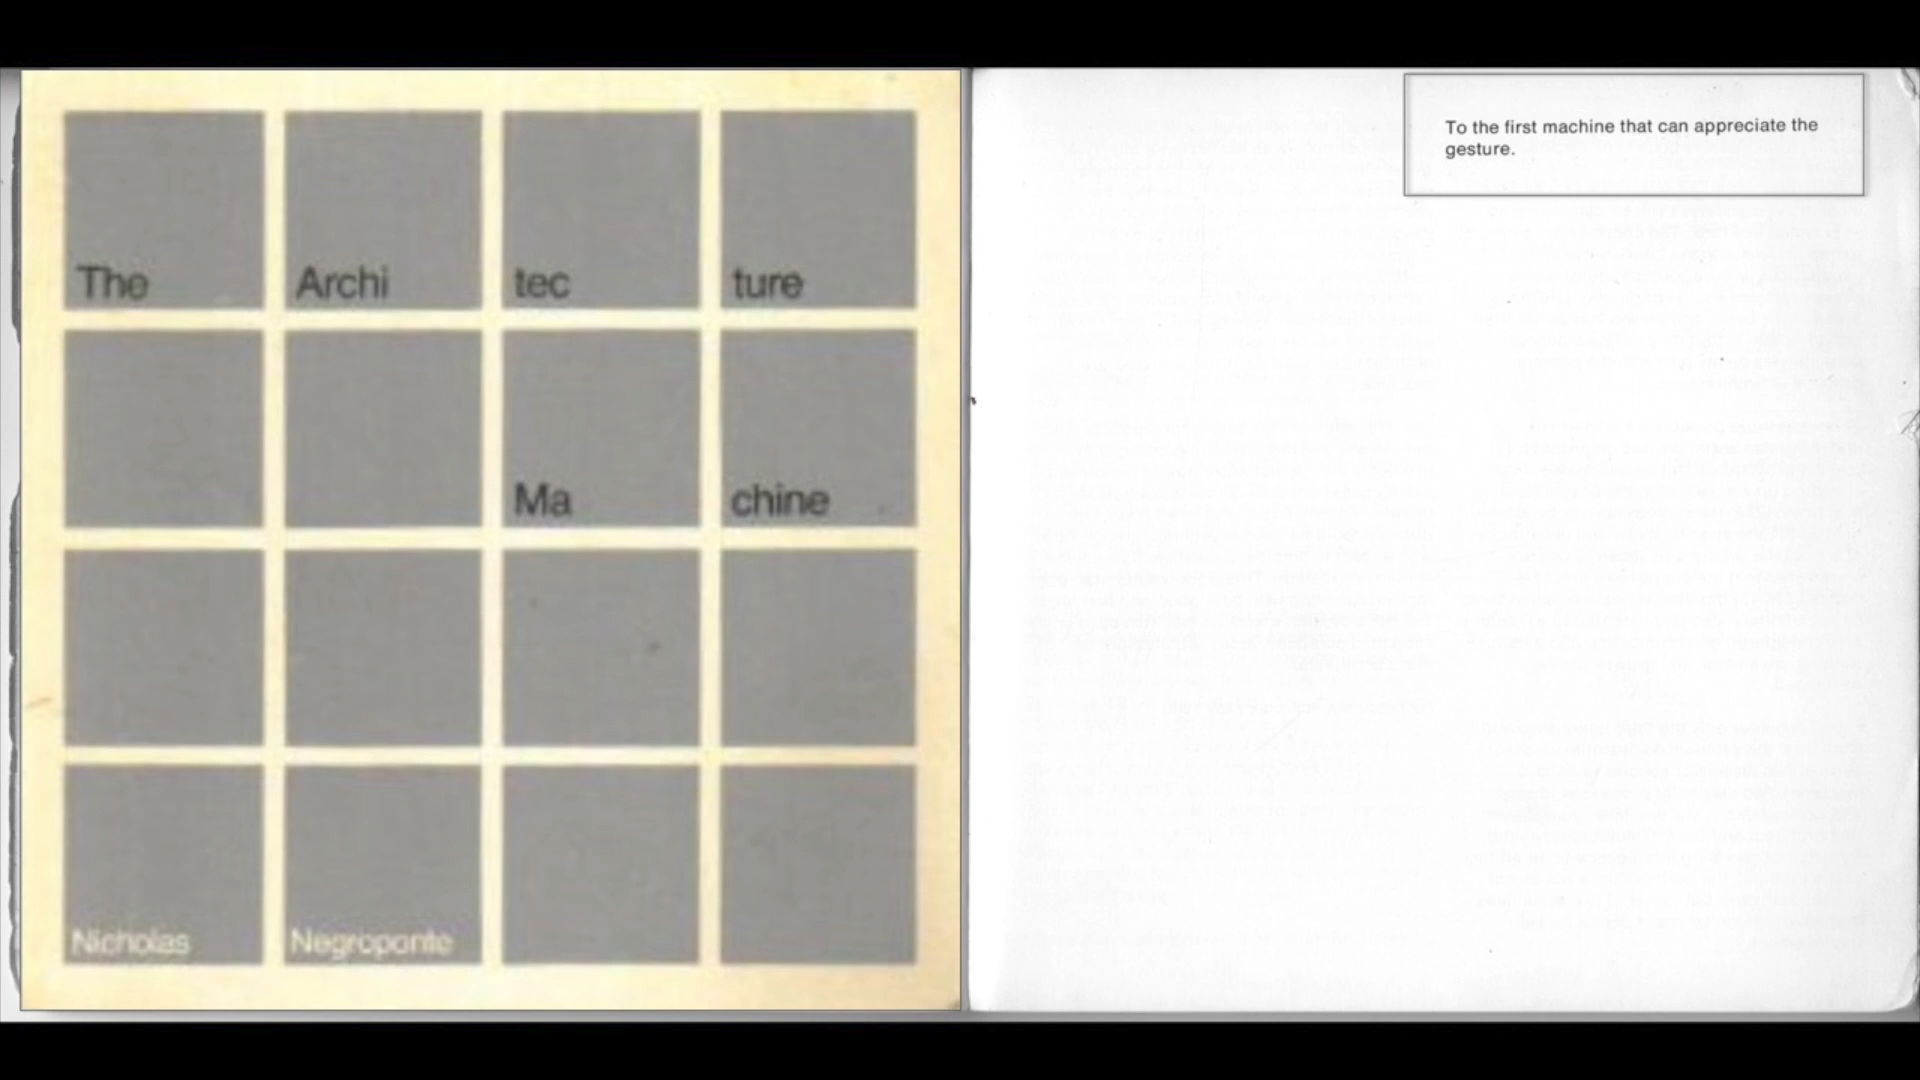 The Archi tec ture
Ma chine
Nicholas Negroponte
To the first machine that can appreciate the
gesture.